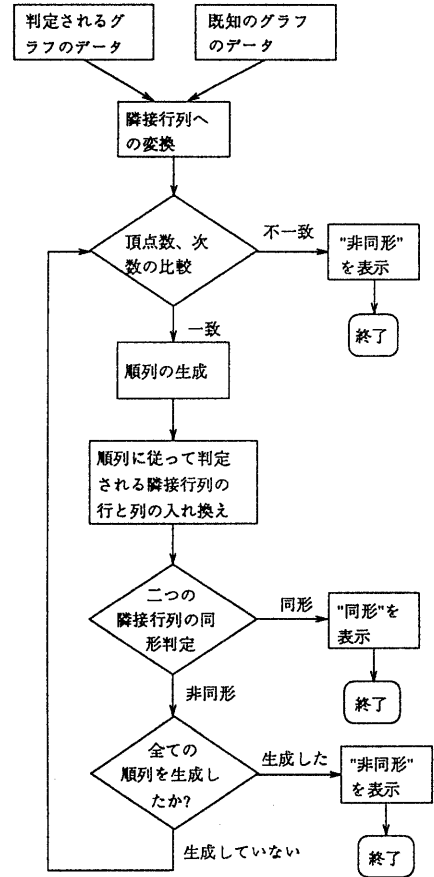 判定されるグ
ラフのデータ
既知のグラフ
のデータ
隣接行列へ
の変換
頂点数、次
数の比較
不一致
"非同形"
を表示
終了
一致
順列の生成
順列に従って判定
される隣接行列の
行と列の入れ換え
二つの
隣接行列の同
形判定
同形
"同形"を
表示
終了
非同形
全ての
順列を生成し
たか?
生成した
"非同形"
を表示
終了
生成していない